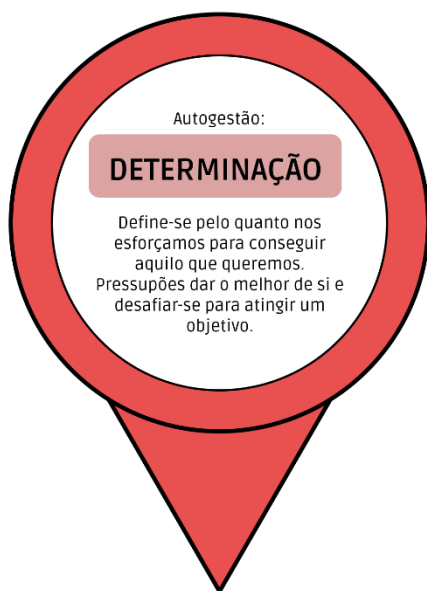 Autogestão:
DETERMINAÇÃO
Define-se pelo quanto nos
esforçamos para conseguir
aquilo que queremos.
Pressupões dar o melhor de si e
desafiar-se para atingir um
objetivo.